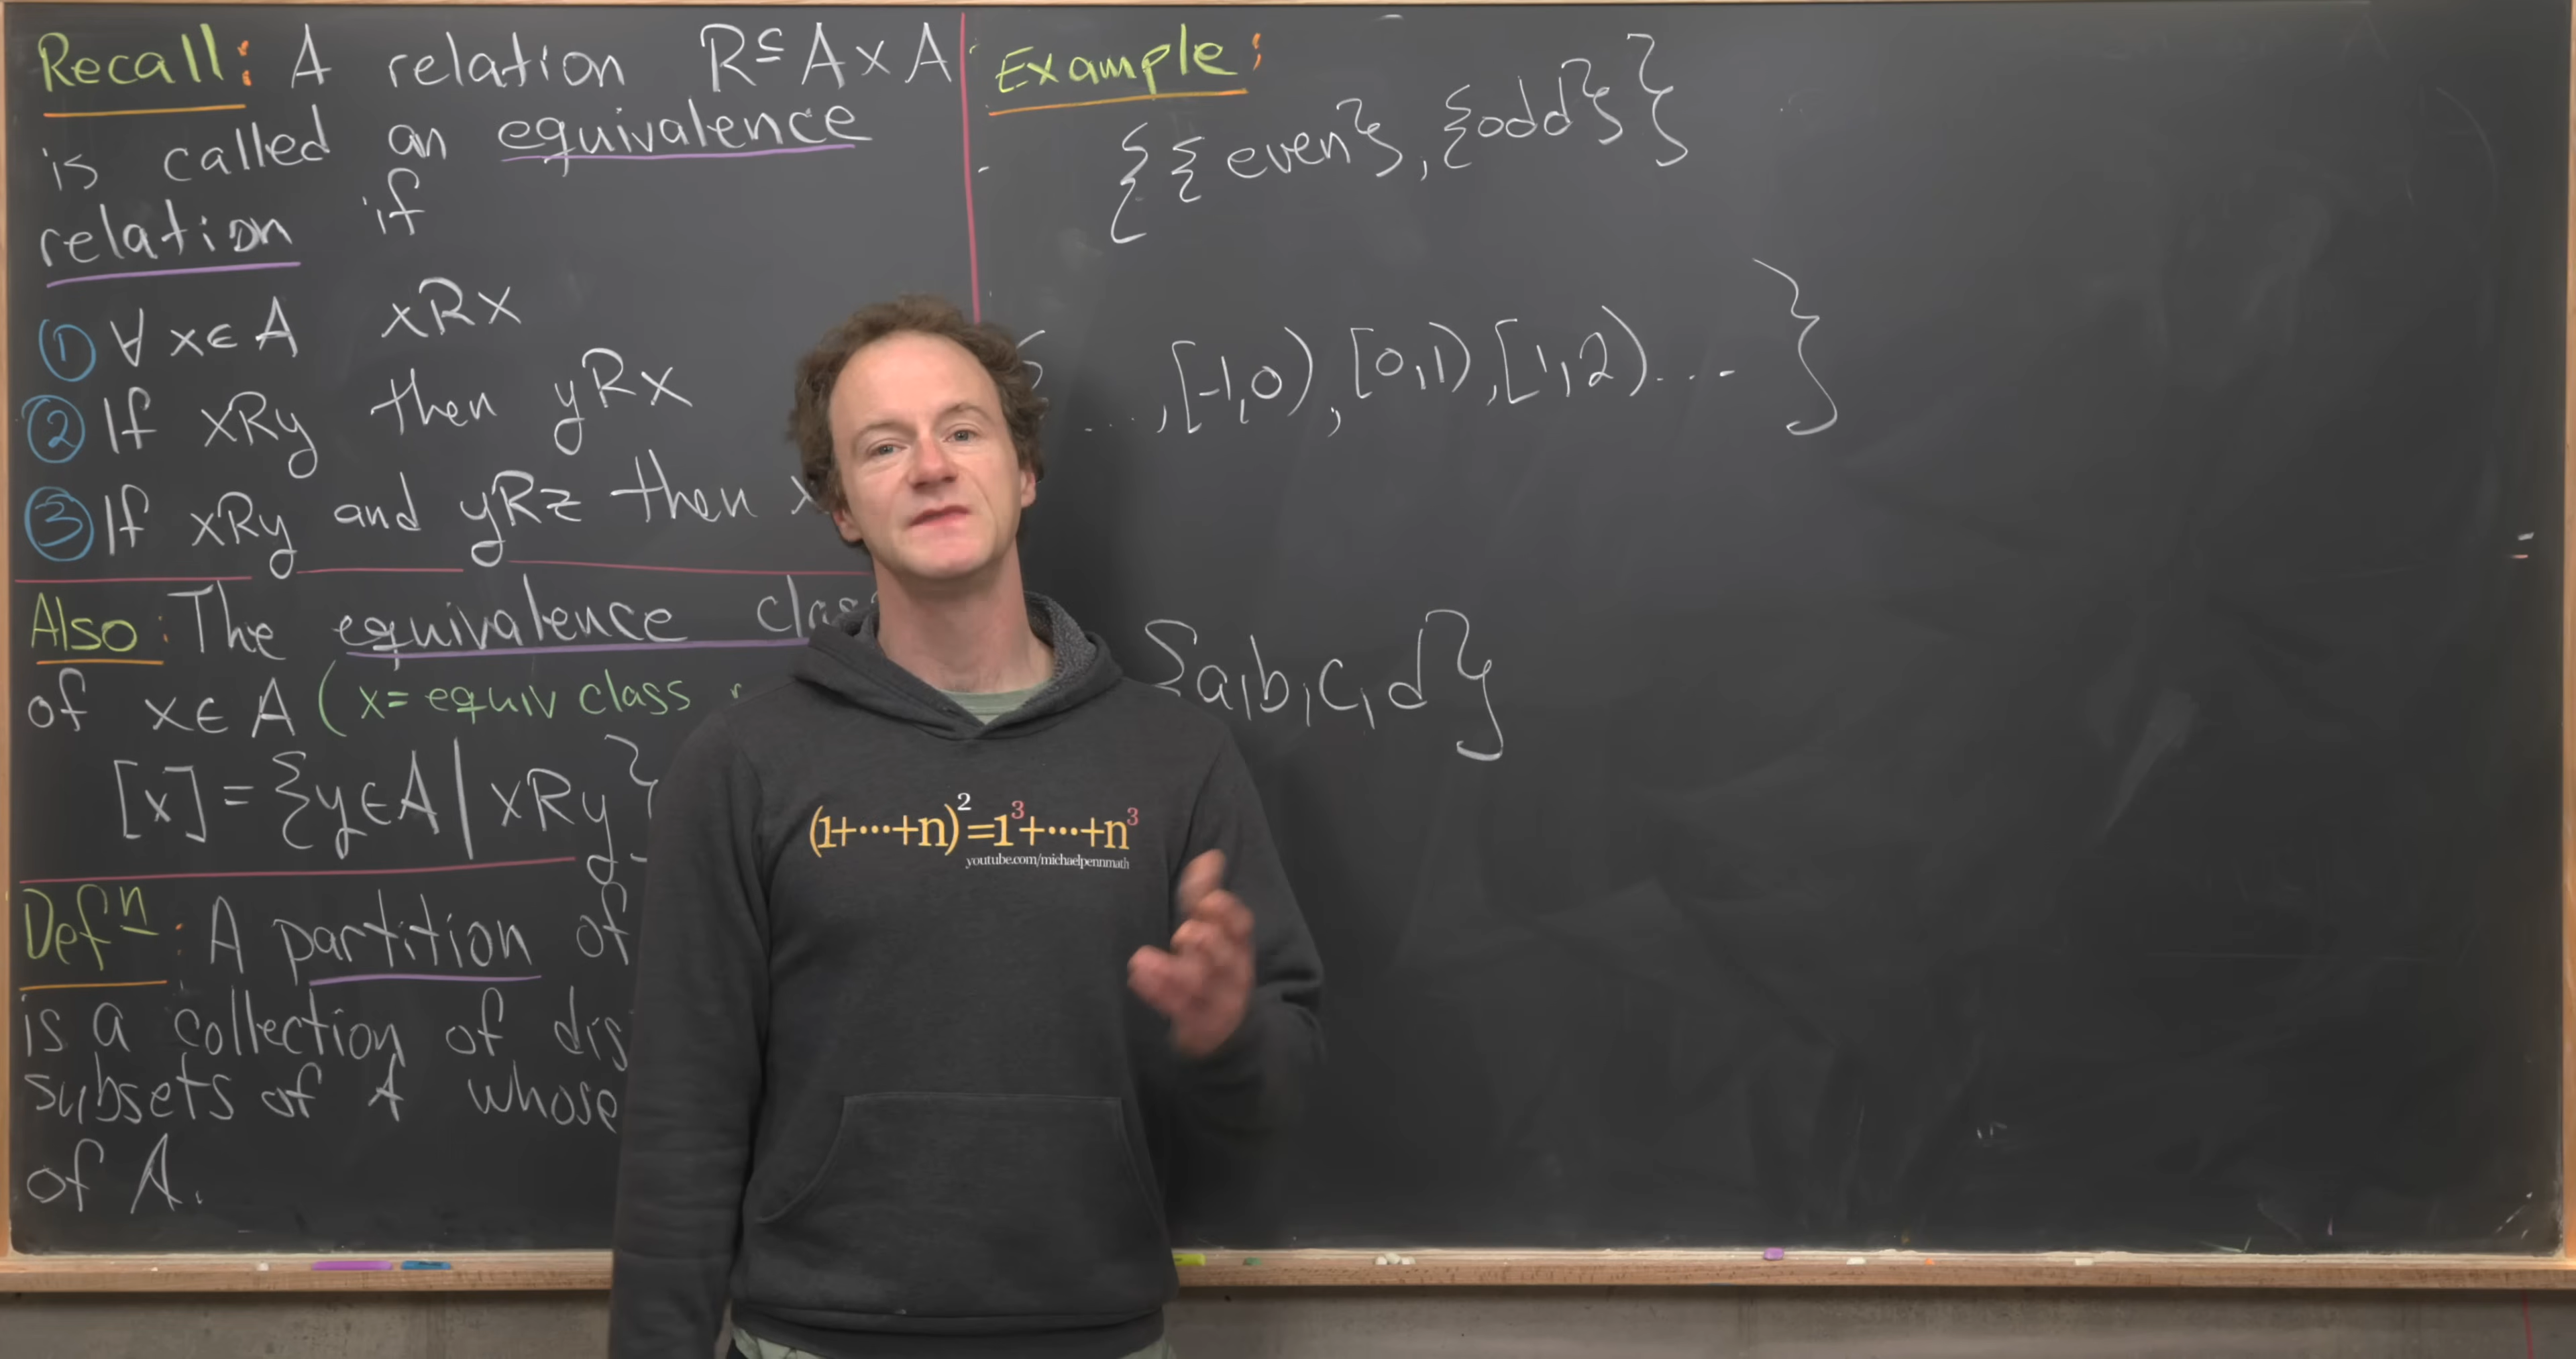 Recall: A relation R⊆A×A
is called an equivalence
relation if
① ∀ x∈A xRx
② If xRy then yRx
③ If xRy and yRz then x
Also: The equivalence clas
of x∈A (x= equiv class
[x]={y∈A| xRy}
Defⁿ: A partition of
is a collection of dis
subsets of A whose
of A.
Example:
{{even}, {odd}}
{ ...,[-1,0), [0,1), [1,2)... }
{a,b,c,d}
(1+···+n)²=1³+···+n³
youtube.com/michaelpennmath